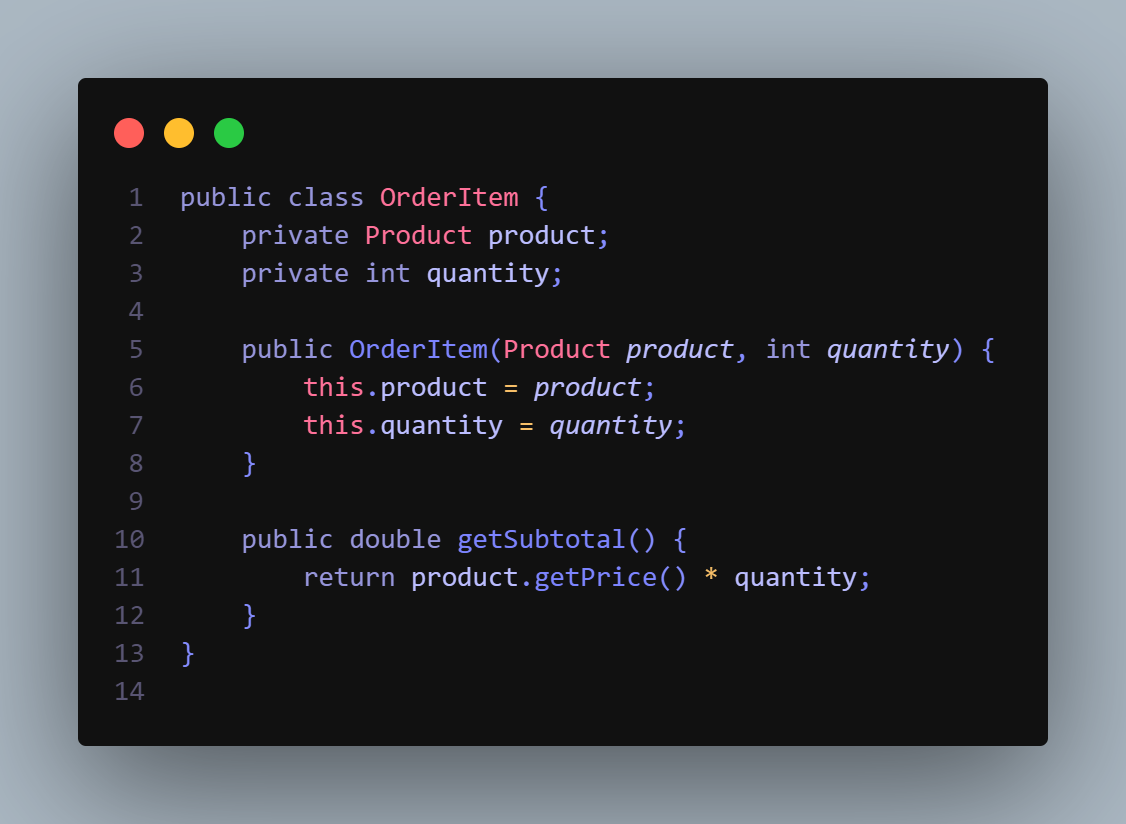 1 public class OrderItem {
2     private Product product;
3     private int quantity;
4
5     public OrderItem(Product product, int quantity) {
6         this.product = product;
7         this.quantity = quantity;
8     }
9
10     public double getSubtotal() {
11         return product.getPrice() * quantity;
12     }
13 }
14